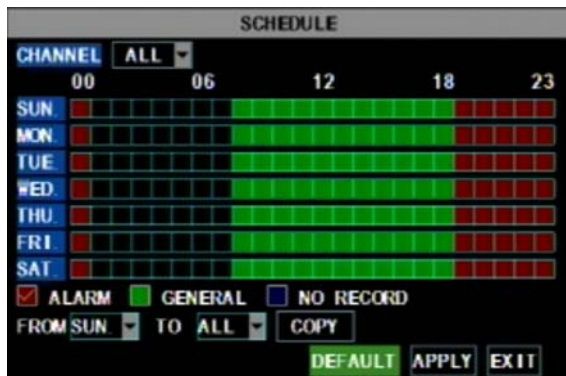 SCHEDULE
CHANNEL ALL
00 06 12 18 23
SUN.
MON.
TUE.
WED.
THU.
FRI.
SAT.
ALARM GENERAL NO RECORD
FROM SUN. TO ALL COPY
DEFAULT APPLY EXIT